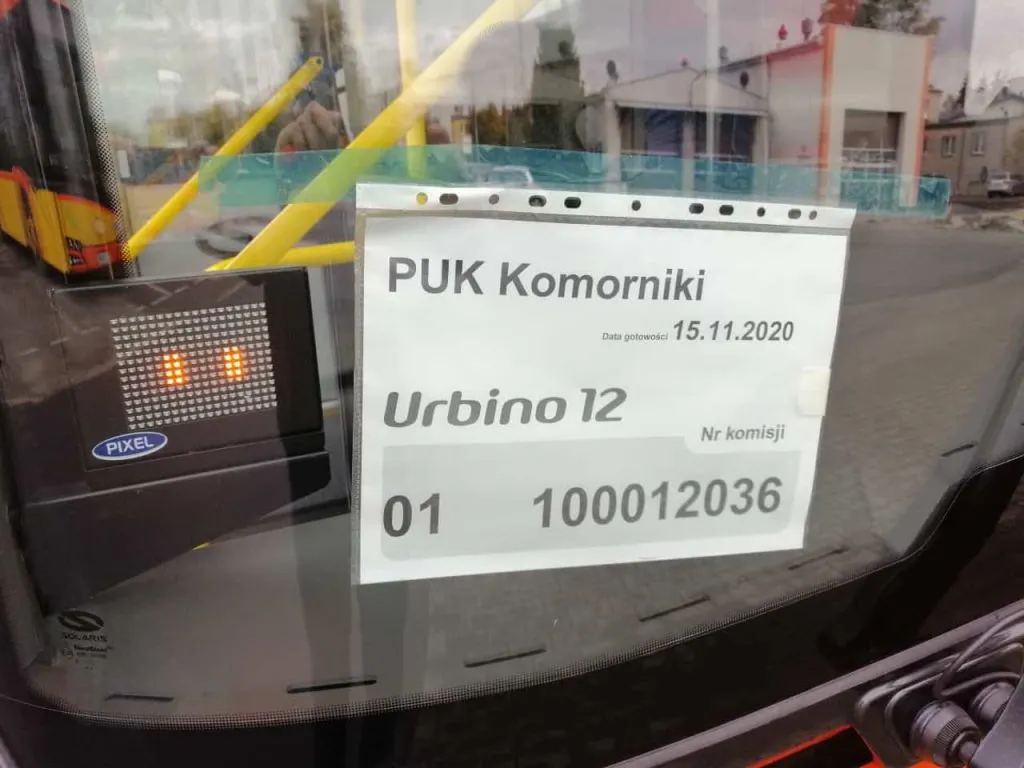 PUK Komorniki
Data gotowości 15.11.2020
Urbino 12
Nr komisji
01 100012036
PIXEL
SOLARIS